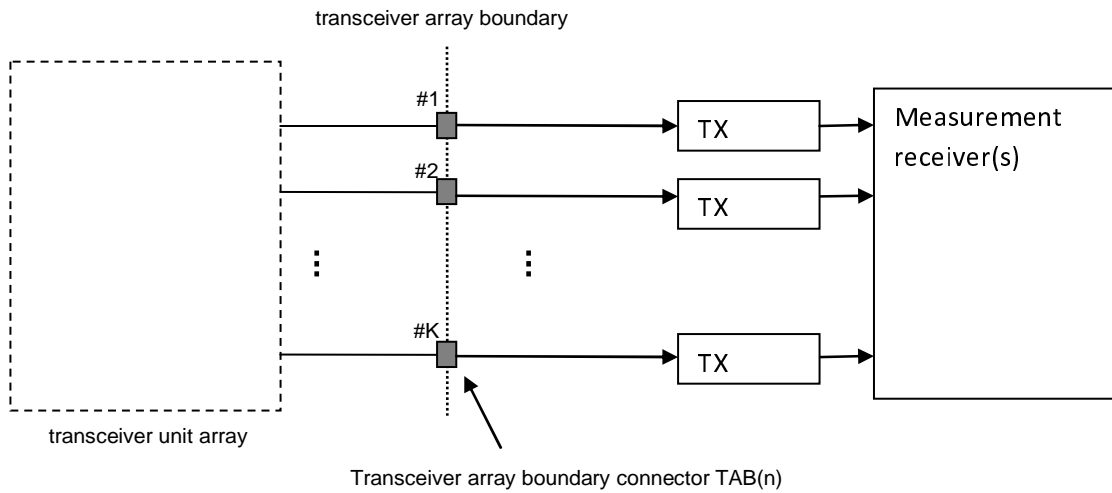 transceiver array boundary
#1
TX
Measurement
receiver(s)
#2
TX
#K
TX
transceiver unit array
Transceiver array boundary connector TAB(n)